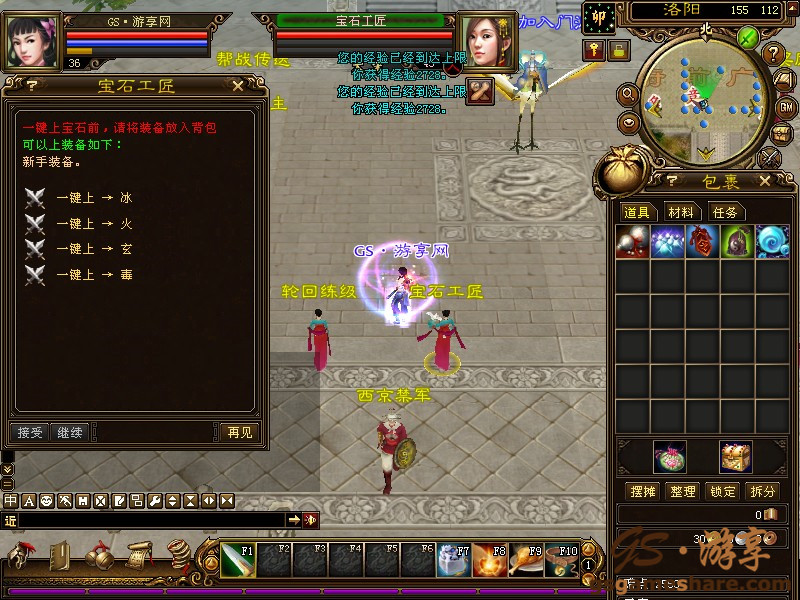 GS·游享网
36
宝石工匠
加入门
卯
洛阳 155 112
北
GM
帮战传送
主
您的经验已经到达上限
你获得经验2728。
您的经验已经到达上限
你获得经验2728。
? 宝石工匠 X
一键上宝石前,请将装备放入背包
可以上装备如下:
新手装备。
一键上 → 冰
一键上 → 火
一键上 → 玄
一键上 → 毒
接受 继续 再见
GS·游享网
轮回练级
宝石工匠
西京禁军
? 包裹 X
道具 材料 任务
摆摊 整理 锁定 拆分
0
中 A
近
F1 F2 F3 F4 F5 F6 F7 F8 F9 F10
1
GS·游享